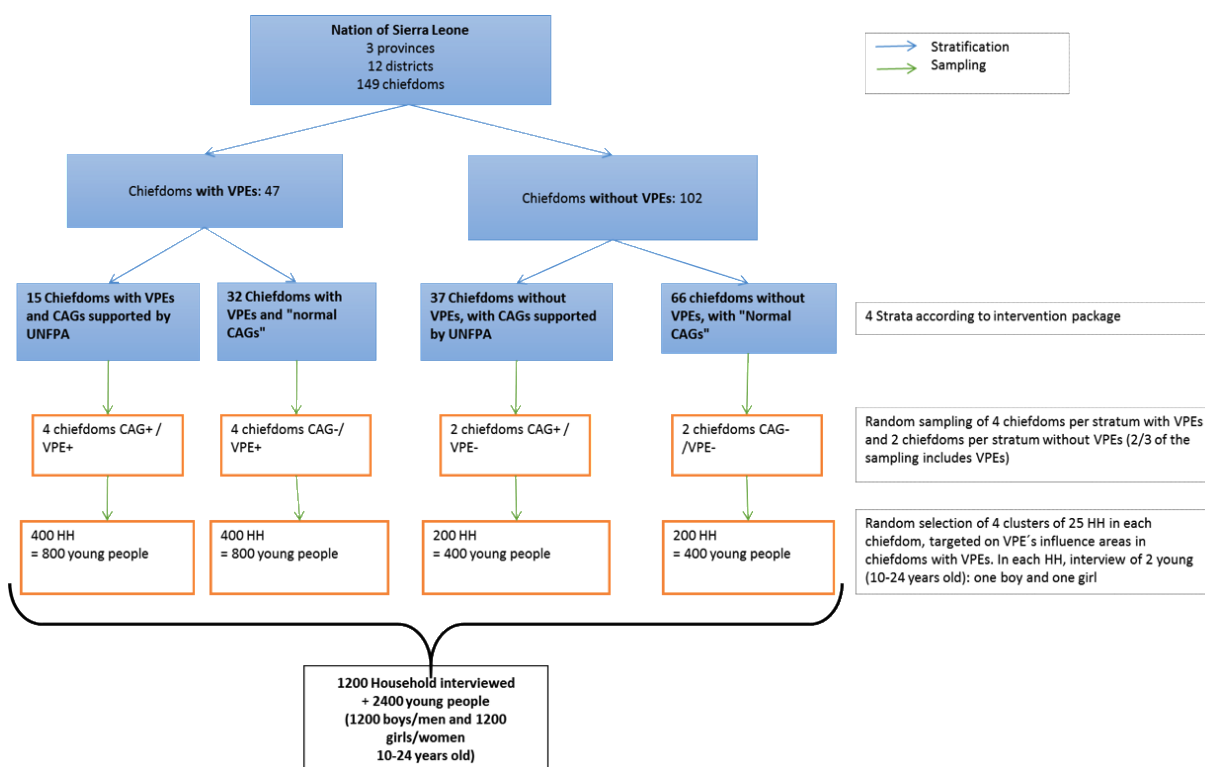 Nation of Sierra Leone
3 provinces
12 districts
149 chiefdoms
Stratification
Sampling
Chiefdoms with VPEs: 47
Chiefdoms without VPEs: 102
15 Chiefdoms with VPEs
and CAGs supported by
UNFPA
32 Chiefdoms with
VPEs and "normal
CAGs"
37 Chiefdoms without
VPEs, with CAGs supported
by UNFPA
66 chiefdoms without
VPEs, with "Normal
CAGs"
4 Strata according to intervention package
4 chiefdoms CAG+ /
VPE+
4 chiefdoms CAG-/
VPE+
2 chiefdoms CAG+ /
VPE-
2 chiefdoms CAG-
/VPE-
Random sampling of 4 chiefdoms per stratum with VPEs
and 2 chiefdoms per stratum without VPEs (2/3 of the
sampling includes VPEs)
400 HH
= 800 young people
400 HH
= 800 young people
200 HH
= 400 young people
200 HH
= 400 young people
Random selection of 4 clusters of 25 HH in each
chiefdom, targeted on VPE´s influence areas in
chiefdoms with VPEs. In each HH, interview of 2 young
(10-24 years old): one boy and one girl
1200 Household interviewed
+ 2400 young people
(1200 boys/men and 1200
girls/women
10-24 years old)